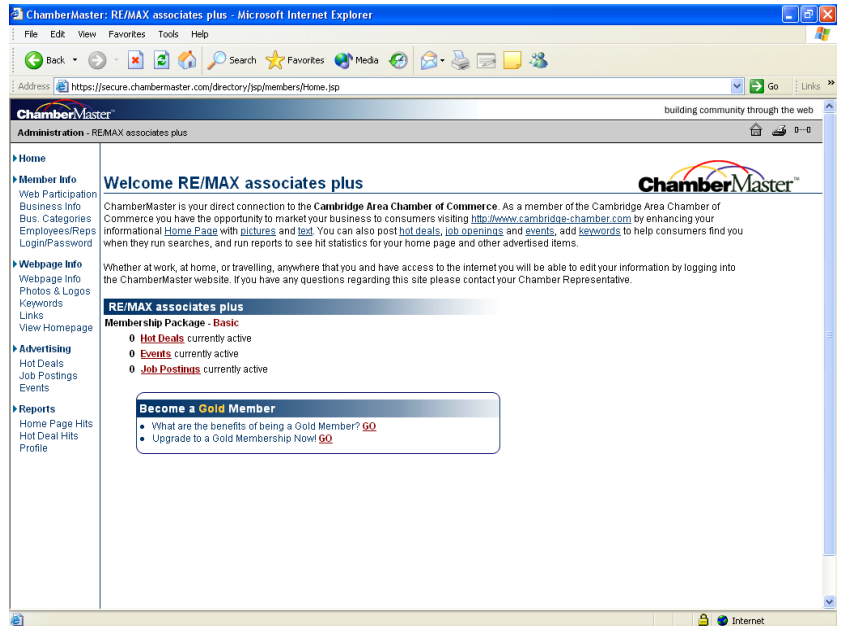 ChamberMaster: RE/MAX associates plus - Microsoft Internet Explorer
File Edit View Favorites Tools Help
Back Search Favorites Media
Address https://secure.chambermaster.com/directory/jsp/members/Home.jsp Go Links »
ChamberMaster™ building community through the web
Administration - RE/MAX associates plus
Home
Member Info
Web Participation
Business Info
Bus. Categories
Employees/Reps
Login/Password
Webpage Info
Webpage Info
Photos & Logos
Keywords
Links
View Homepage
Advertising
Hot Deals
Job Postings
Events
Reports
Home Page Hits
Hot Deal Hits
Profile
Welcome RE/MAX associates plus
ChamberMaster™
ChamberMaster is your direct connection to the Cambridge Area Chamber of Commerce. As a member of the Cambridge Area Chamber of
Commerce you have the opportunity to market your business to consumers visiting http://www.cambridge-chamber.com by enhancing your
informational Home Page with pictures and text. You can also post hot deals, job openings and events, add keywords to help consumers find you
when they run searches, and run reports to see hit statistics for your home page and other advertised items.
Whether at work, at home, or travelling, anywhere that you and have access to the internet you will be able to edit your information by logging into
the ChamberMaster website. If you have any questions regarding this site please contact your Chamber Representative.
RE/MAX associates plus
Membership Package - Basic
0 Hot Deals currently active
0 Events currently active
0 Job Postings currently active
Become a Gold Member
• What are the benefits of being a Gold Member? GO
• Upgrade to a Gold Membership Now! GO
Internet